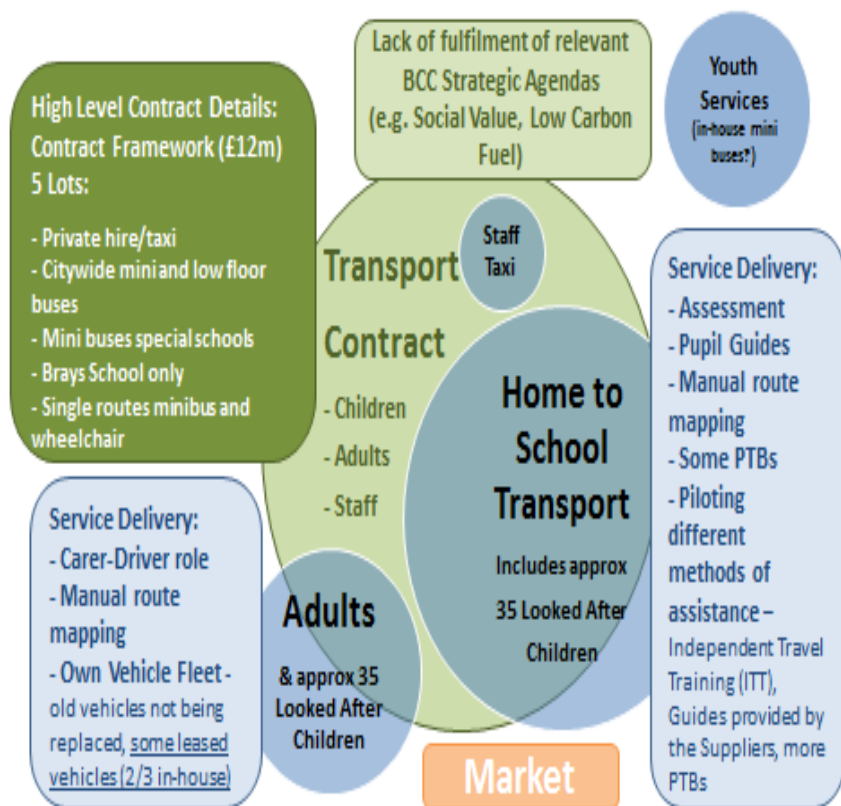 Lack of fulfilment of relevant
BCC Strategic Agendas
(e.g. Social Value, Low Carbon
Fuel)
Youth
Services
(in-house mini
buses?)
High Level Contract Details:
Contract Framework (£12m)
5 Lots:
- Private hire/taxi
- Citywide mini and low floor
buses
- Mini buses special schools
- Brays School only
- Single routes minibus and
wheelchair
Staff
Taxi
Transport
Contract
- Children
- Adults
- Staff
Home to
School
Transport
Includes approx
35 Looked After
Children
Service Delivery:
- Assessment
- Pupil Guides
- Manual route
mapping
- Some PTBs
- Piloting
different
methods of
assistance –
Independent Travel
Training (ITT),
Guides provided by
the Suppliers, more
PTBs
Service Delivery:
- Carer-Driver role
- Manual route
mapping
- Own Vehicle Fleet -
old vehicles not being
replaced, some leased
vehicles (2/3 in-house)
Adults
& approx 35
Looked After
Children
Market